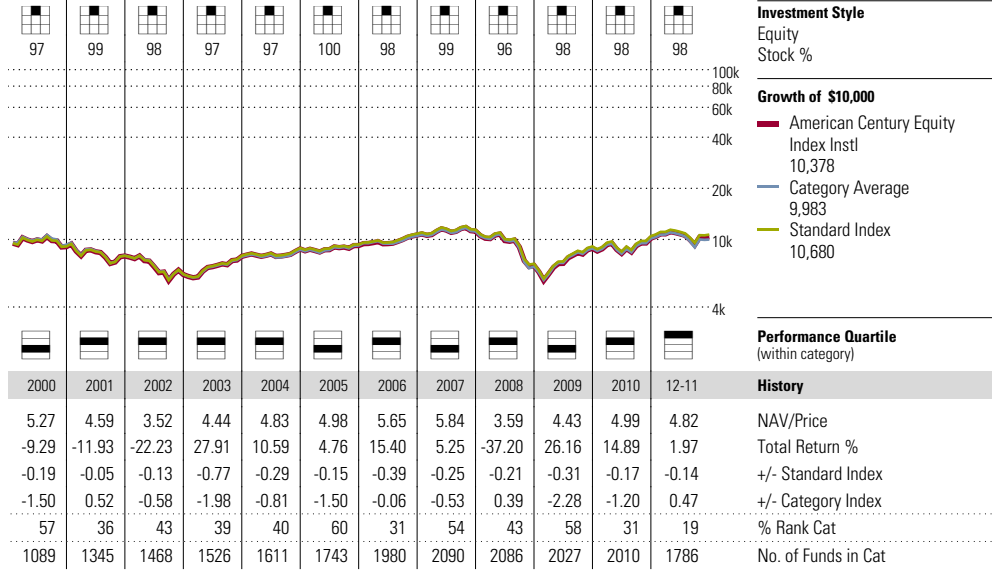 97 99 98 97 97 100 98 99 96 98 98 98
Investment Style
Equity
Stock %
100k
80k
60k
40k
20k
10k
4k
Growth of $10,000
American Century Equity
Index Instl
10,378
Category Average
9,983
Standard Index
10,680
Performance Quartile
(within category)
2000 2001 2002 2003 2004 2005 2006 2007 2008 2009 2010 12-11 History
5.27 4.59 3.52 4.44 4.83 4.98 5.65 5.84 3.59 4.43 4.99 4.82 NAV/Price
-9.29 -11.93 -22.23 27.91 10.59 4.76 15.40 5.25 -37.20 26.16 14.89 1.97 Total Return %
-0.19 -0.05 -0.13 -0.77 -0.29 -0.15 -0.39 -0.25 -0.21 -0.31 -0.17 -0.14 +/- Standard Index
-1.50 0.52 -0.58 -1.98 -0.81 -1.50 -0.06 -0.53 0.39 -2.28 -1.20 0.47 +/- Category Index
57 36 43 39 40 60 31 54 43 58 31 19 % Rank Cat
1089 1345 1468 1526 1611 1743 1980 2090 2086 2027 2010 1786 No. of Funds in Cat